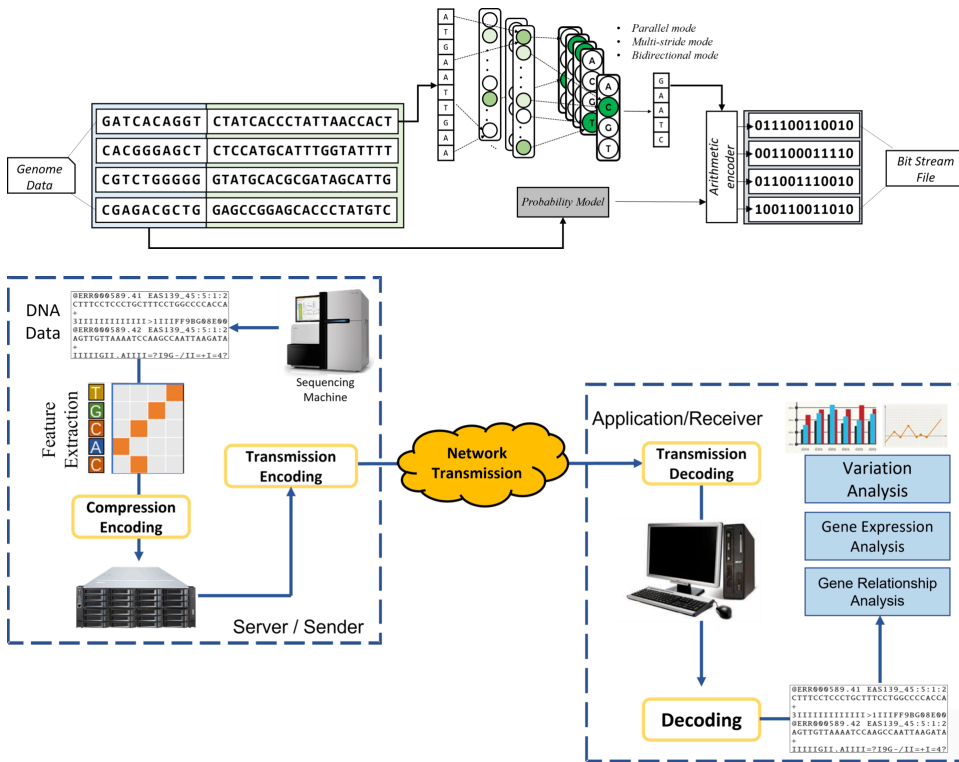 • Parallel mode
• Multi-stride mode
• Bidirectional mode
A
T
G
A
A
T
T
G
A
A
A
C
G
T
A
C
G
T
G
A
A
T
C
Genome
Data
GATCACAGGT CTATCACCCTATTAACCACT
CACGGGAGCT CTCCATGCATTTGGTATTTT
CGTCTGGGGG GTATGCACGCGATAGCATTG
CGAGACGCTG GAGCCGGAGCACCCTATGTC
Probability Model
Arithmetic
encoder
011100110010
001100011110
011001110010
100110011010
Bit Stream
File
DNA
Data
@ERR000589.41 EAS139_45:5:1:2
CTTTCCTCCCTGCTTTCCTGGCCCCACCA
+
3IIIIIIIIIIII>1IIIFF9BG08E00
@ERR000589.42 EAS139_45:5:1:2
AGTTGTTAAAATCCAAGCCAATTAAGATA
+
IIIIIGII.AIIII=?I9G-/II=+I=4?
Sequencing
Machine
Feature
Extraction
T
G
C
A
C
Compression
Encoding
Transmission
Encoding
Server / Sender
Network
Transmission
Application/Receiver
Transmission
Decoding
Variation
Analysis
Gene Expression
Analysis
Gene Relationship
Analysis
Decoding
@ERR000589.41 EAS139_45:5:1:2
CTTTCCTCCCTGCTTTCCTGGCCCCACCA
+
3IIIIIIIIIIII>1IIIFF9BG08E00
@ERR000589.42 EAS139_45:5:1:2
AGTTGTTAAAATCCAAGCCAATTAAGATA
+
IIIIIGII.AIIII=?I9G-/II=+I=4?